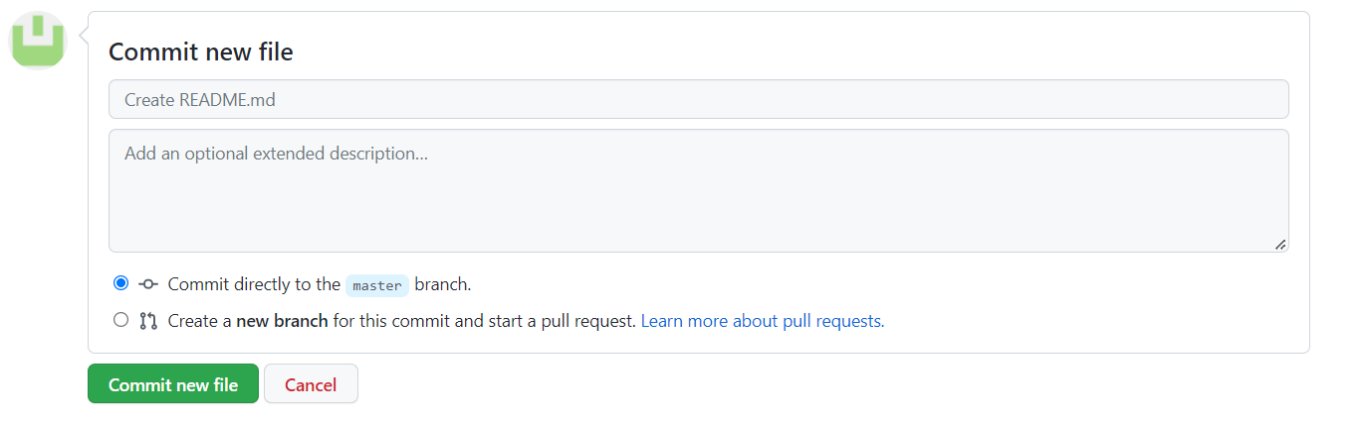 Commit new file
Create README.md
Add an optional extended description...
Commit directly to the master branch.
Create a new branch for this commit and start a pull request. Learn more about pull requests.
Commit new file Cancel